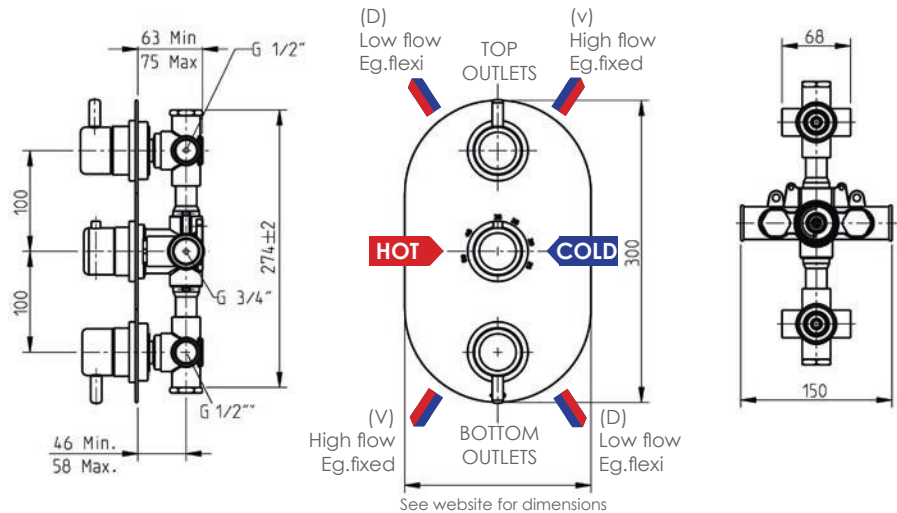 63 Min
75 Max
G 1/2"
100
100
274±2
G 3/4"
G 1/2""
46 Min.
58 Max.
(D)
Low flow
Eg.flexi
TOP
OUTLETS
(v)
High flow
Eg.fixed
HOT
COLD
300
(V)
High flow
Eg.fixed
BOTTOM
OUTLETS
(D)
Low flow
Eg.flexi
See website for dimensions
68
150